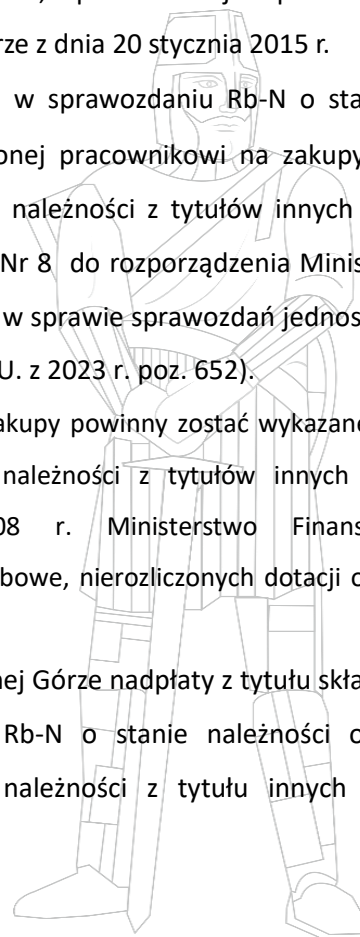 rze z dnia 20 stycznia 2015 r.
w sprawozdaniu Rb-N o sta
onej pracownikowi na zakupy
należności z tytułów innych
Nr 8 do rozporządzenia Minis
w sprawie sprawozdań jednos
U. z 2023 r. poz. 652).
akupy powinny zostać wykazane
należności z tytułów innych
08 r. Ministerstwo Finans
bowe, nierozliczonych dotacji o
nej Górze nadpłaty z tytułu skła
Rb-N o stanie należności o
należności z tytułu innych